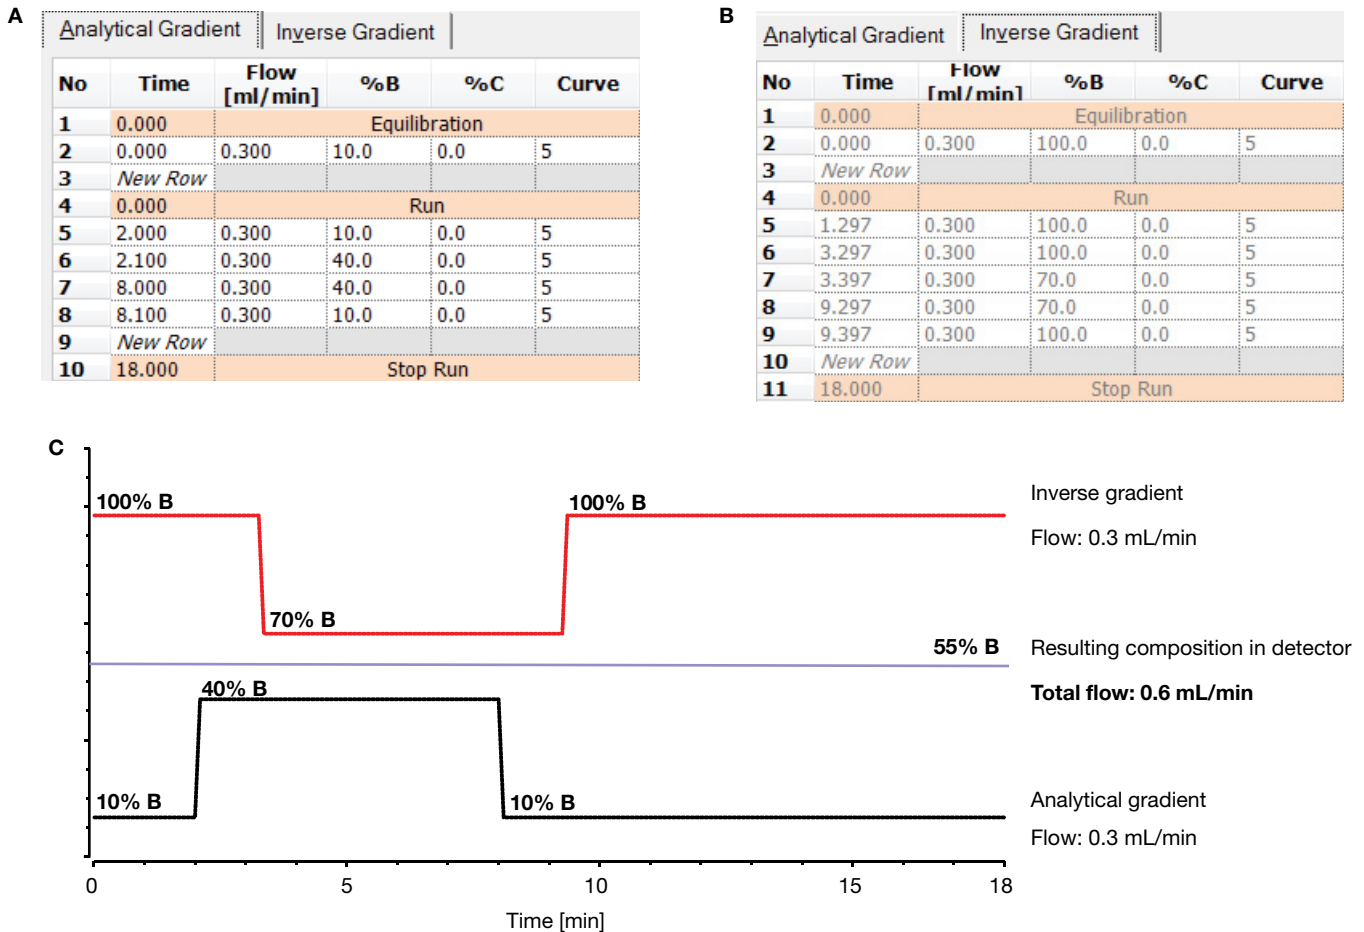 A
Analytical Gradient Inverse Gradient
No Time Flow [ml/min] %B %C Curve
1 0.000 Equilibration
2 0.000 0.300 10.0 0.0 5
3 New Row
4 0.000 Run
5 2.000 0.300 10.0 0.0 5
6 2.100 0.300 40.0 0.0 5
7 8.000 0.300 40.0 0.0 5
8 8.100 0.300 10.0 0.0 5
9 New Row
10 18.000 Stop Run
B
Analytical Gradient Inverse Gradient
No Time Flow [ml/min] %B %C Curve
1 0.000 Equilibration
2 0.000 0.300 100.0 0.0 5
3 New Row
4 0.000 Run
5 1.297 0.300 100.0 0.0 5
6 3.297 0.300 100.0 0.0 5
7 3.397 0.300 70.0 0.0 5
8 9.297 0.300 70.0 0.0 5
9 9.397 0.300 100.0 0.0 5
10 New Row
11 18.000 Stop Run
C
100% B 100% B Inverse gradient
Flow: 0.3 mL/min
70% B
55% B Resulting composition in detector
40% B Total flow: 0.6 mL/min
10% B 10% B Analytical gradient
Flow: 0.3 mL/min
0 5 10 15 18
Time [min]